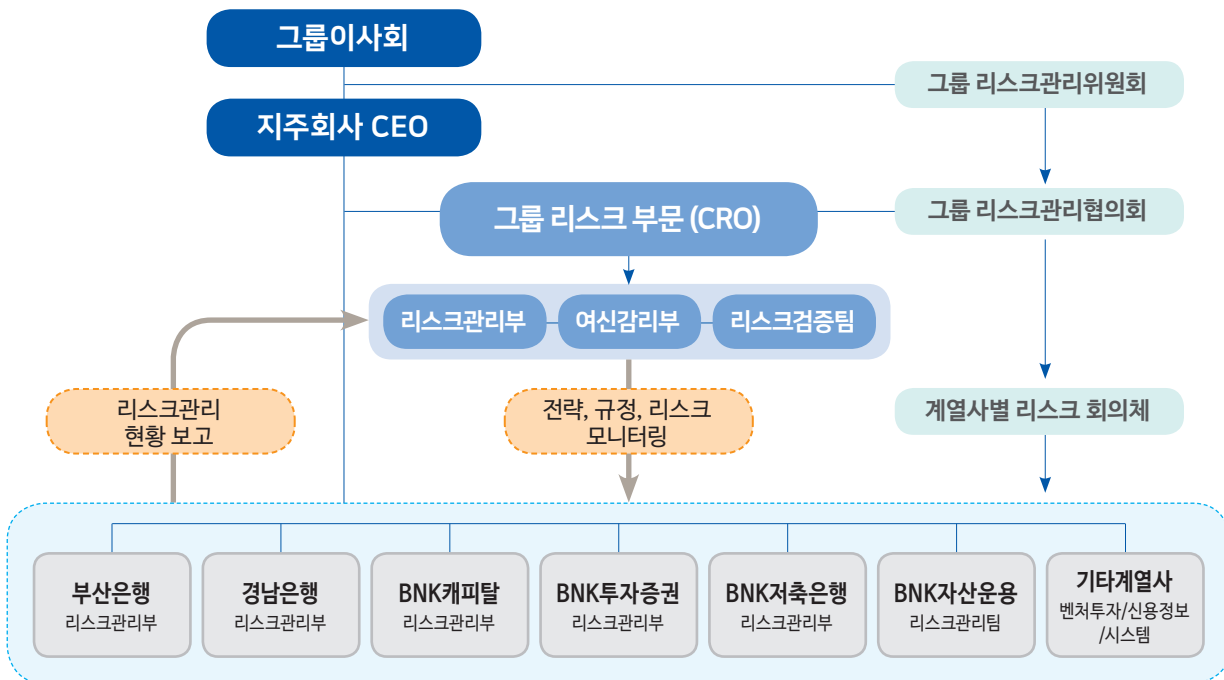 그룹이사회
그룹 리스크관리위원회
지주회사 CEO
그룹 리스크 부문 (CRO)
그룹 리스크관리협의회
리스크관리부
여신감리부
리스크검증팀
리스크관리
현황 보고
전략, 규정, 리스크
모니터링
계열사별 리스크 회의체
부산은행
리스크관리부
경남은행
리스크관리부
BNK캐피탈
리스크관리부
BNK투자증권
리스크관리부
BNK저축은행
리스크관리부
BNK자산운용
리스크관리팀
기타계열사
벤처투자/신용정보
/시스템